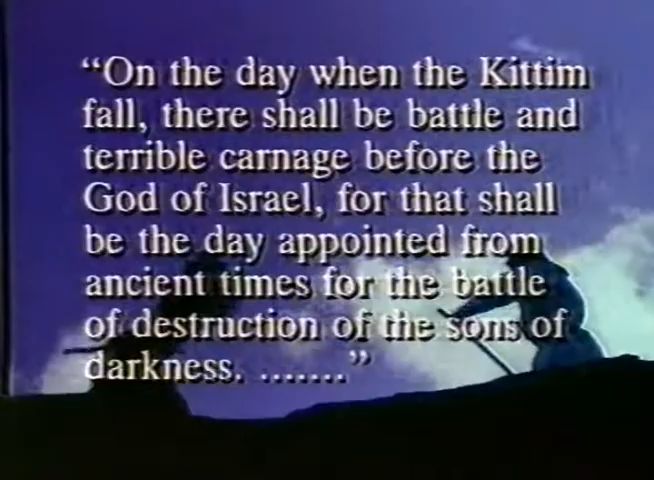 “On the day when the Kittim
fall, there shall be battle and
terrible carnage before the
God of Israel, for that shall
be the day appointed from
ancient times for the battle
of destruction of the sons of
darkness. .......”